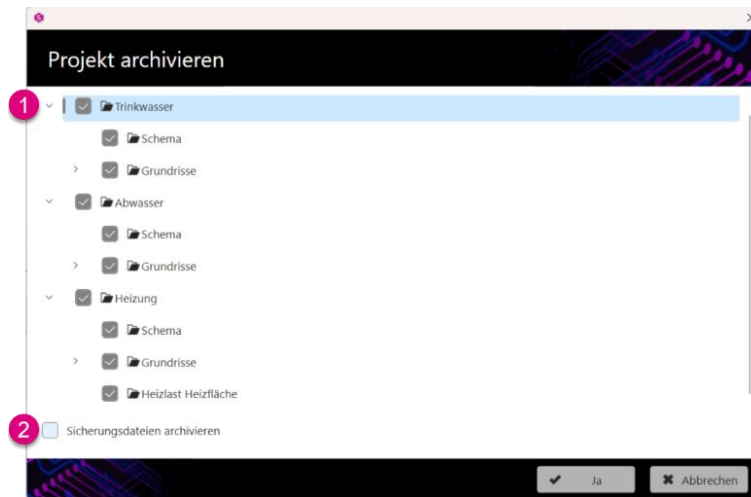 Projekt archivieren
1
Trinkwasser
Schema
Grundrisse
Abwasser
Schema
Grundrisse
Heizung
Schema
Grundrisse
Heizlast Heizfläche
2
Sicherungsdateien archivieren
Ja
Abbrechen